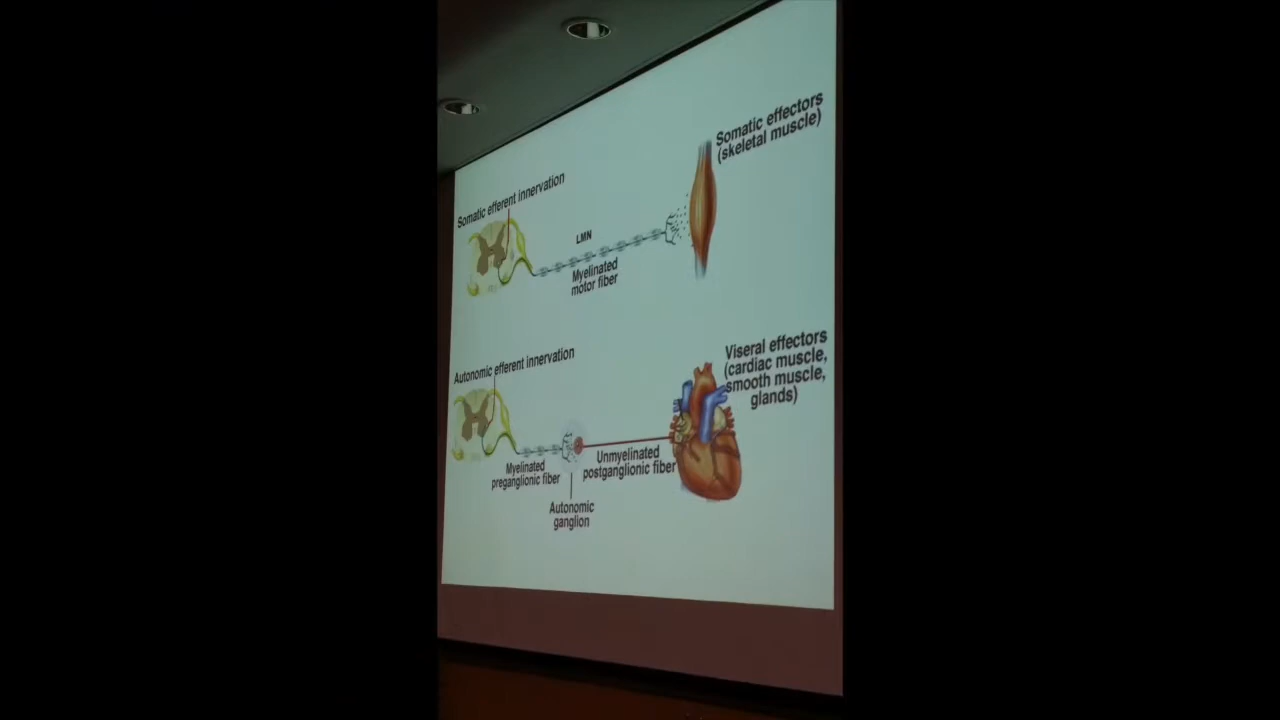 Somatic effectors
(skeletal muscle)
Somatic efferent innervation
LMN
Myelinated
motor fiber
Viseral effectors
(cardiac muscle,
smooth muscle,
glands)
Autonomic efferent innervation
Myelinated
preganglionic fiber
Unmyelinated
postganglionic fiber
Autonomic
ganglion